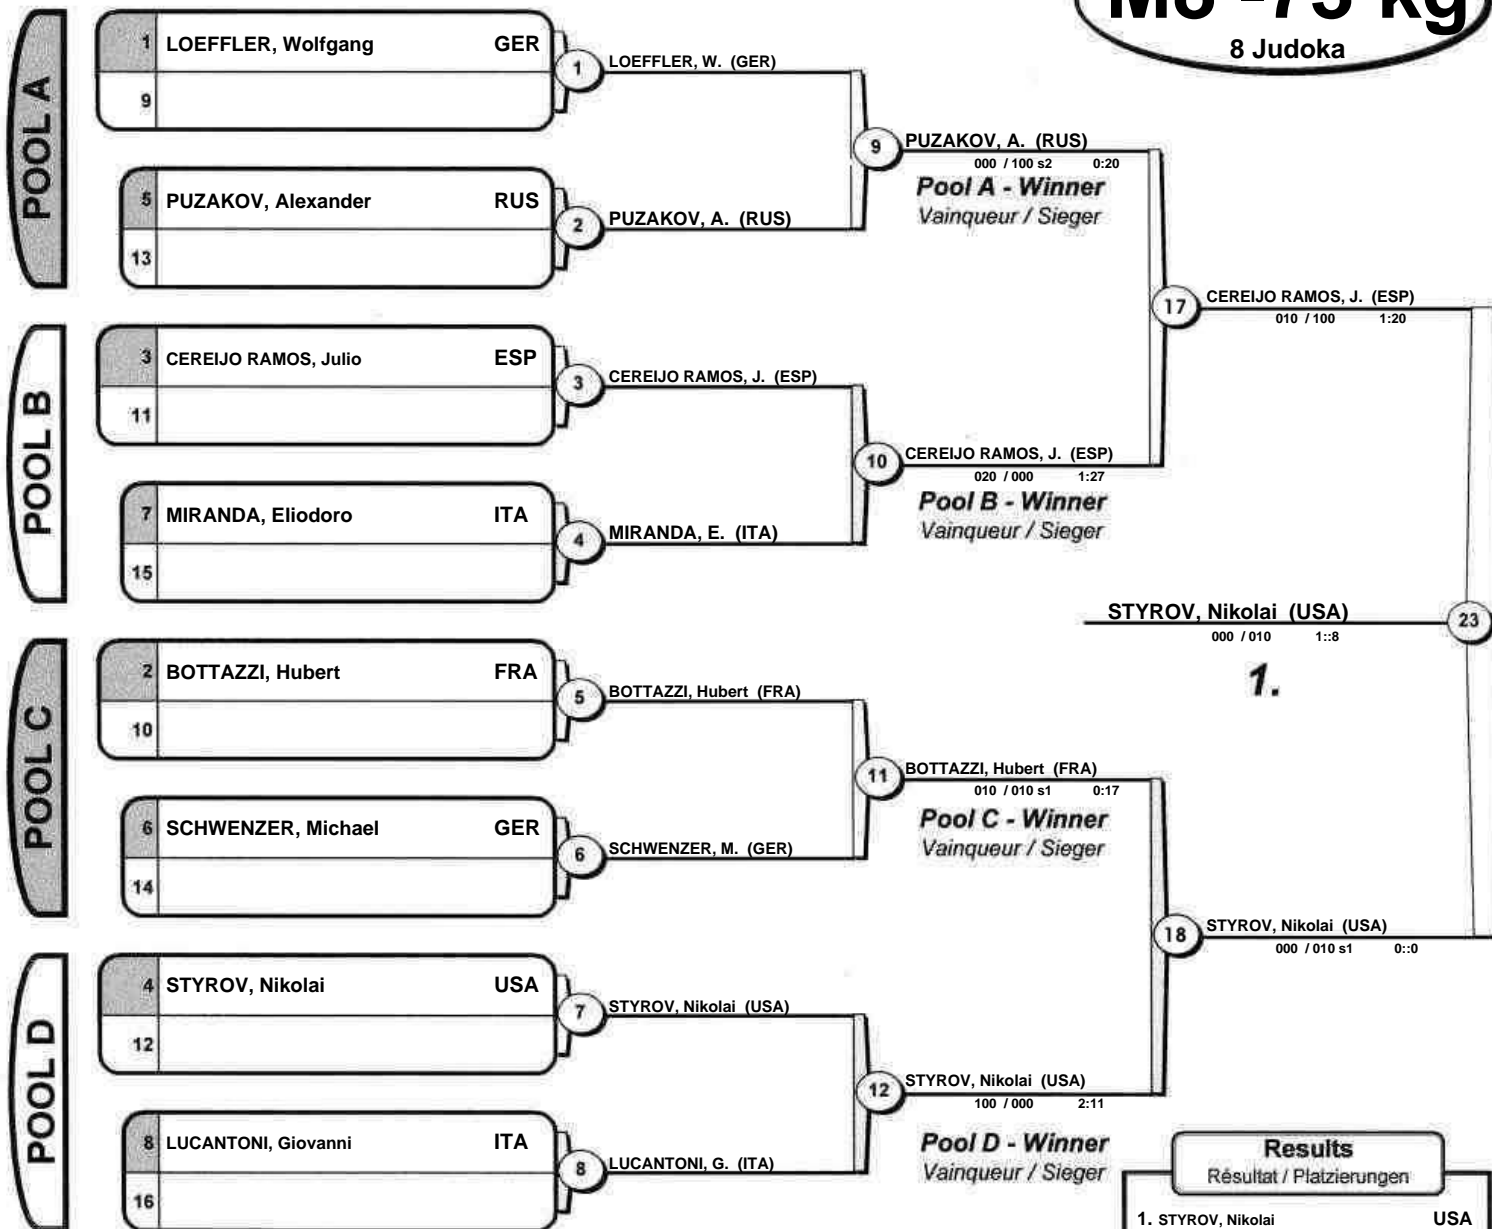 M6 -73 kg
8 Judoka
POOL A
1 LOEFFLER, Wolfgang GER
9
5 PUZAKOV, Alexander RUS
13
1
LOEFFLER, W. (GER)
2
PUZAKOV, A. (RUS)
9
PUZAKOV, A. (RUS)
000 / 100 s2 0:20
Pool A - Winner
Vainqueur / Sieger
POOL B
3 CEREIJO RAMOS, Julio ESP
11
7 MIRANDA, Eliodoro ITA
15
3
CEREIJO RAMOS, J. (ESP)
4
MIRANDA, E. (ITA)
10
CEREIJO RAMOS, J. (ESP)
020 / 000 1:27
Pool B - Winner
Vainqueur / Sieger
17
CEREIJO RAMOS, J. (ESP)
010 / 100 1:20
STYROV, Nikolai (USA)
23
000 / 010 1::8
1.
POOL C
2 BOTTAZZI, Hubert FRA
10
6 SCHWENZER, Michael GER
14
5
BOTTAZZI, Hubert (FRA)
6
SCHWENZER, M. (GER)
11
BOTTAZZI, Hubert (FRA)
010 / 010 s1 0:17
Pool C - Winner
Vainqueur / Sieger
POOL D
4 STYROV, Nikolai USA
12
8 LUCANTONI, Giovanni ITA
16
7
STYROV, Nikolai (USA)
8
LUCANTONI, G. (ITA)
12
STYROV, Nikolai (USA)
100 / 000 2:11
Pool D - Winner
Vainqueur / Sieger
18
STYROV, Nikolai (USA)
000 / 010 s1 0::0
Results
Résultat / Platzierungen
1. STYROV, Nikolai USA